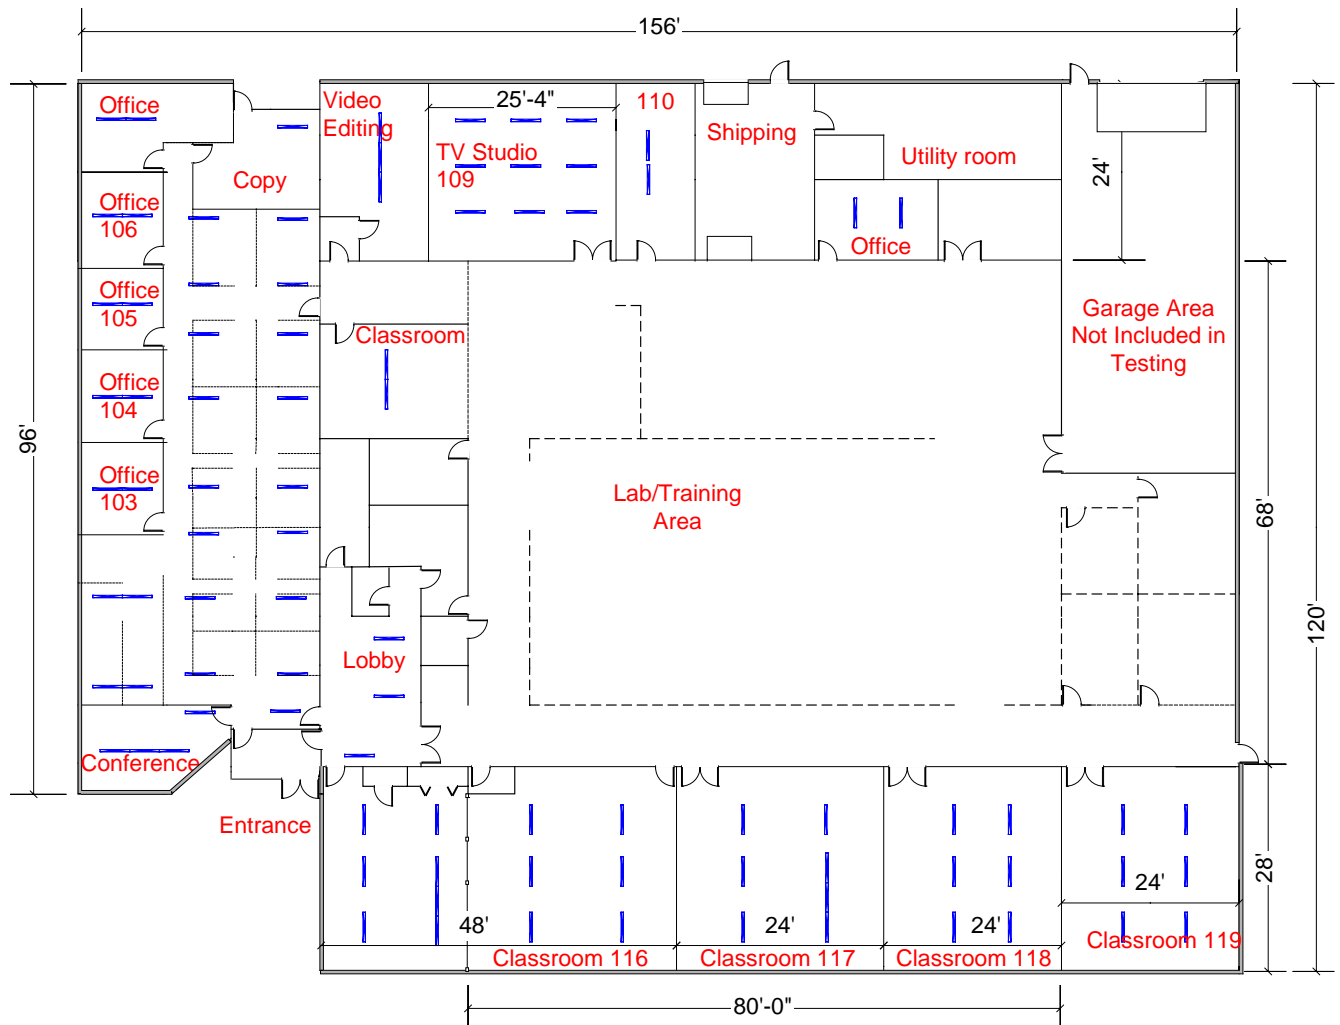 156'
Office
Video
Editing
25'-4"
110
Shipping
TV Studio
109
Utility room
24'
Copy
Office
106
Office
Office
105
Garage Area
Not Included in
Testing
Classroom
Office
104
96'
Office
103
Lab/Training
Area
68'
120'
Lobby
Conference
Entrance
28'
24'
48'
24'
24'
Classroom 116
Classroom 117
Classroom 118
Classroom 119
80'-0"